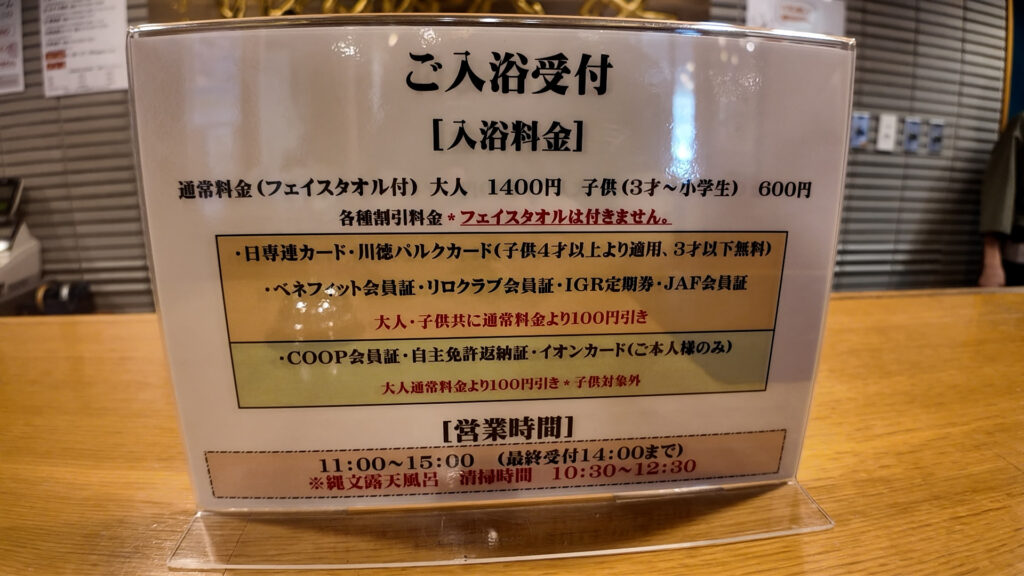 ご入浴受付
[入浴料金]
通常料金(フェイスタオル付) 大人 1400円 子供(3才～小学生) 600円
各種割引料金*フェイスタオルは付きません。
・日専連カード・川徳パルクカード(子供4才以上より適用、3才以下無料)
・ベネフィット会員証・リロクラブ会員証・IGR定期券・JAF会員証
大人・子供共に通常料金より100円引き
・COOP会員証・自主免許返納証・イオンカード(ご本人様のみ)
大人通常料金より100円引き*子供対象外
[営業時間]
11:00～15:00 (最終受付14:00まで)
※縄文露天風呂 清掃時間 10:30～12:30